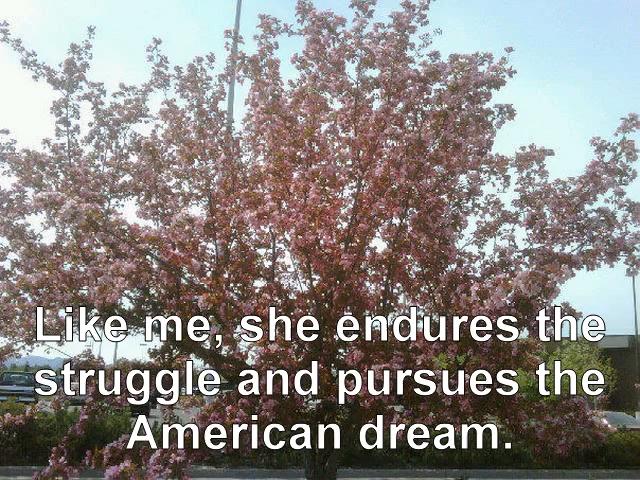 Like me, she endures the
struggle and pursues the
American dream.